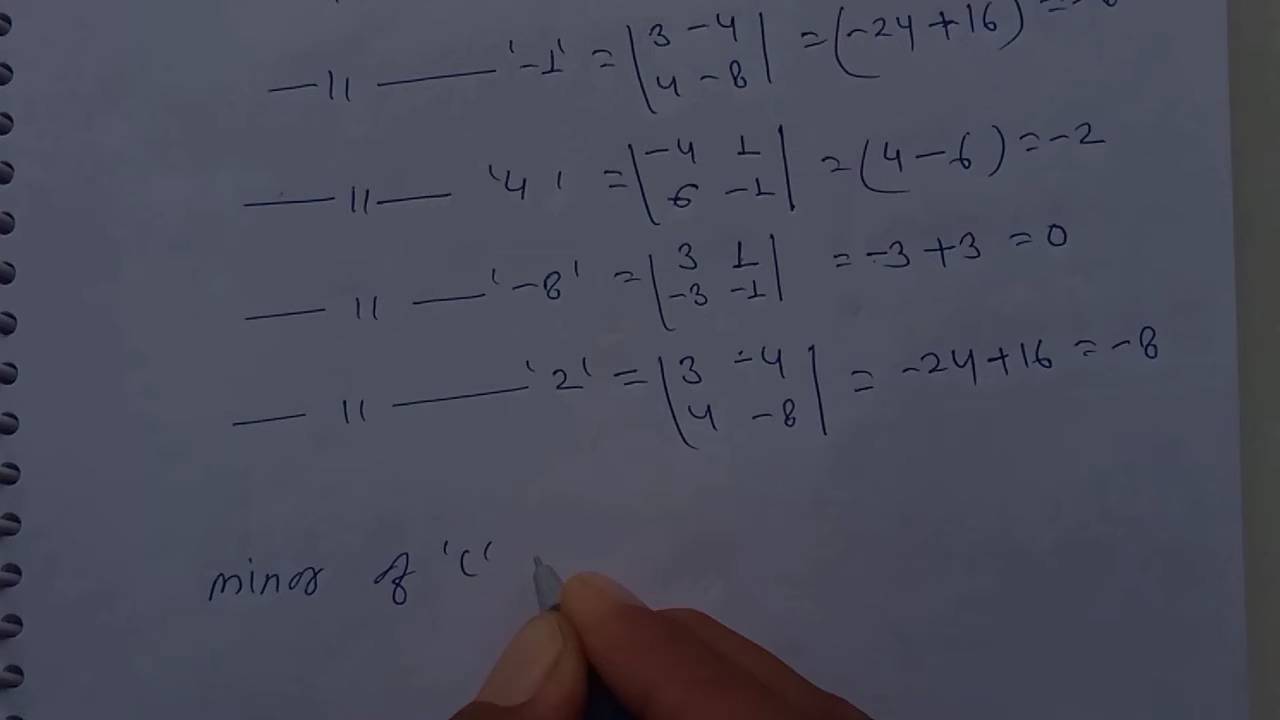 —11— '-1' = |3 -4 4 -8| = (-24+16) =
—11— '4' = |-4 1 6 -1| = (4-6) = -2
—11— '-8' = |3 1 -3 -1| = -3+3 = 0
—11— '2' = |3 -4 4 -8| = -24+16 = -8
minor of 'C'